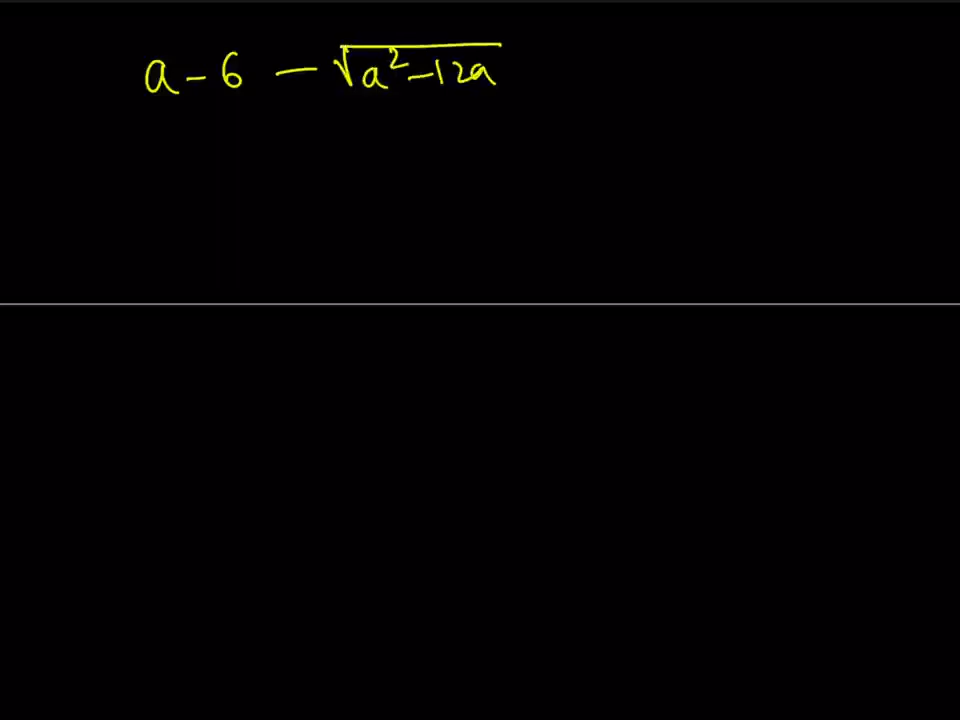 a - 6 - √(a² - 12a)